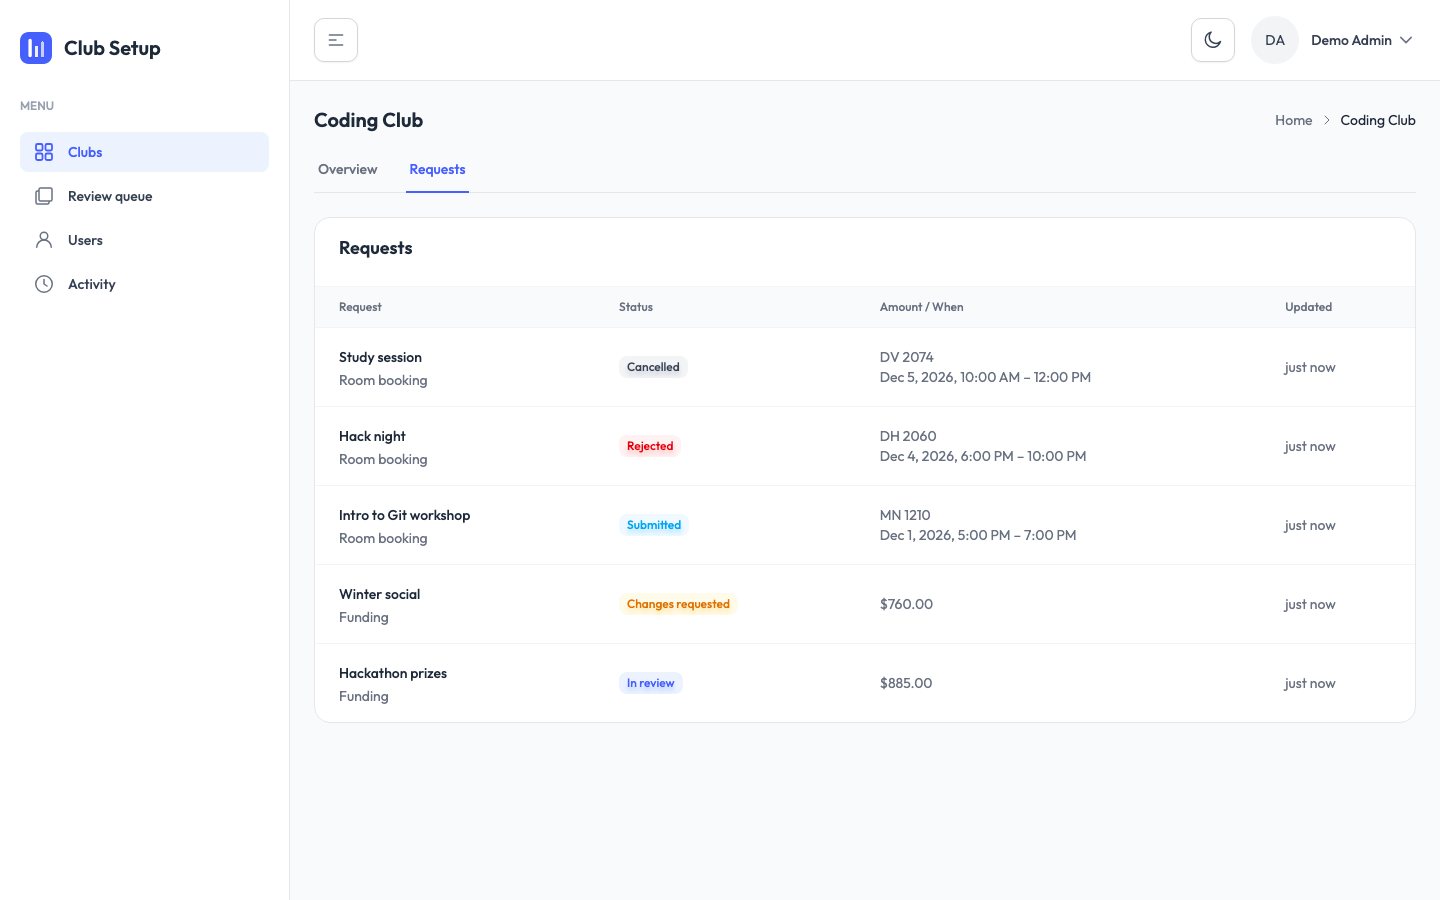 Club Setup
MENU
Clubs
Review queue
Users
Activity
DA
Demo Admin
Coding Club
Home
Coding Club
Overview
Requests
Requests
Request
Status
Amount / When
Updated
Study session
Room booking
Cancelled
DV 2074
Dec 5, 2026, 10:00 AM – 12:00 PM
just now
Hack night
Room booking
Rejected
DH 2060
Dec 4, 2026, 6:00 PM – 10:00 PM
just now
Intro to Git workshop
Room booking
Submitted
MN 1210
Dec 1, 2026, 5:00 PM – 7:00 PM
just now
Winter social
Funding
Changes requested
$760.00
just now
Hackathon prizes
Funding
In review
$885.00
just now